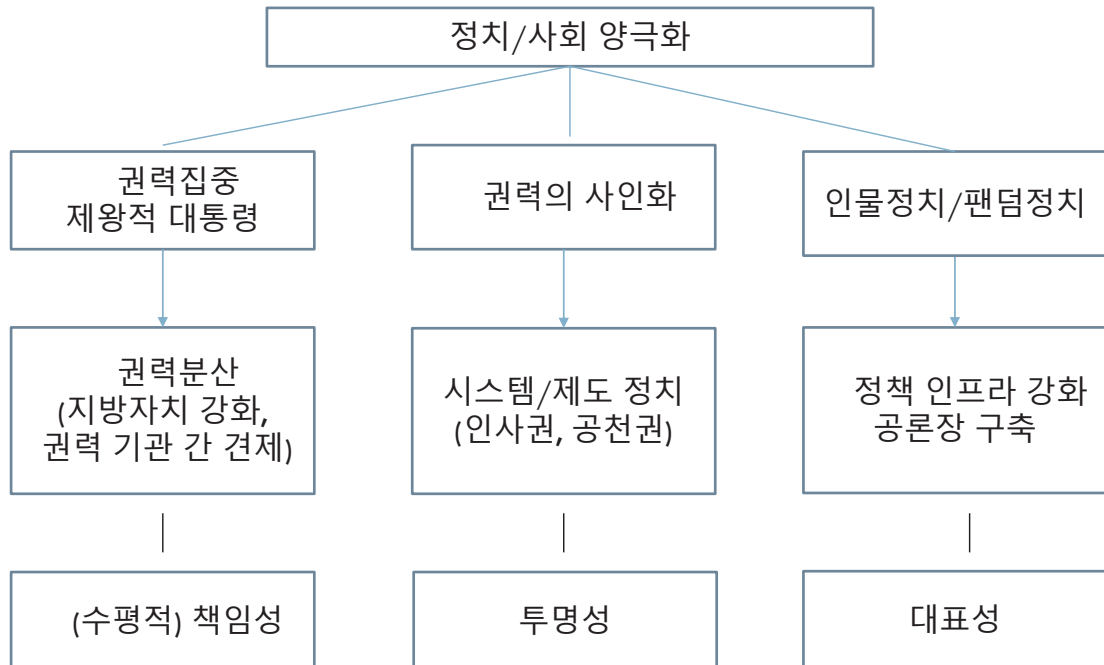 정치/사회 양극화
권력집중
제왕적 대통령
권력의 사인화
인물정치/팬덤정치
권력분산
(지방자치 강화,
권력 기관 간 견제)
시스템/제도 정치
(인사권, 공천권)
정책 인프라 강화
공론장 구축
(수평적) 책임성
투명성
대표성